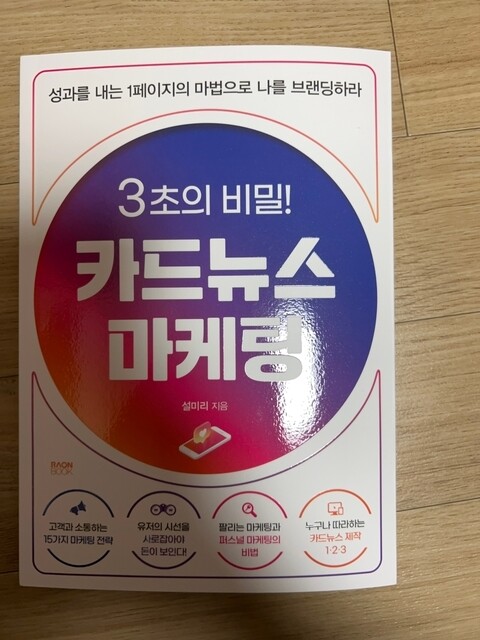 성과를 내는 1페이지의 마법으로 나를 브랜딩하라
3초의 비밀!
카드뉴스
마케팅
설미리 지음
RAON
BOOK
고객과 소통하는
15가지 마케팅 전략
유저의 시선을
사로잡아야
돈이 보인다!
팔리는 마케팅과
퍼스널 마케팅의
비법
누구나 따라하는
카드뉴스 제작
1·2·3